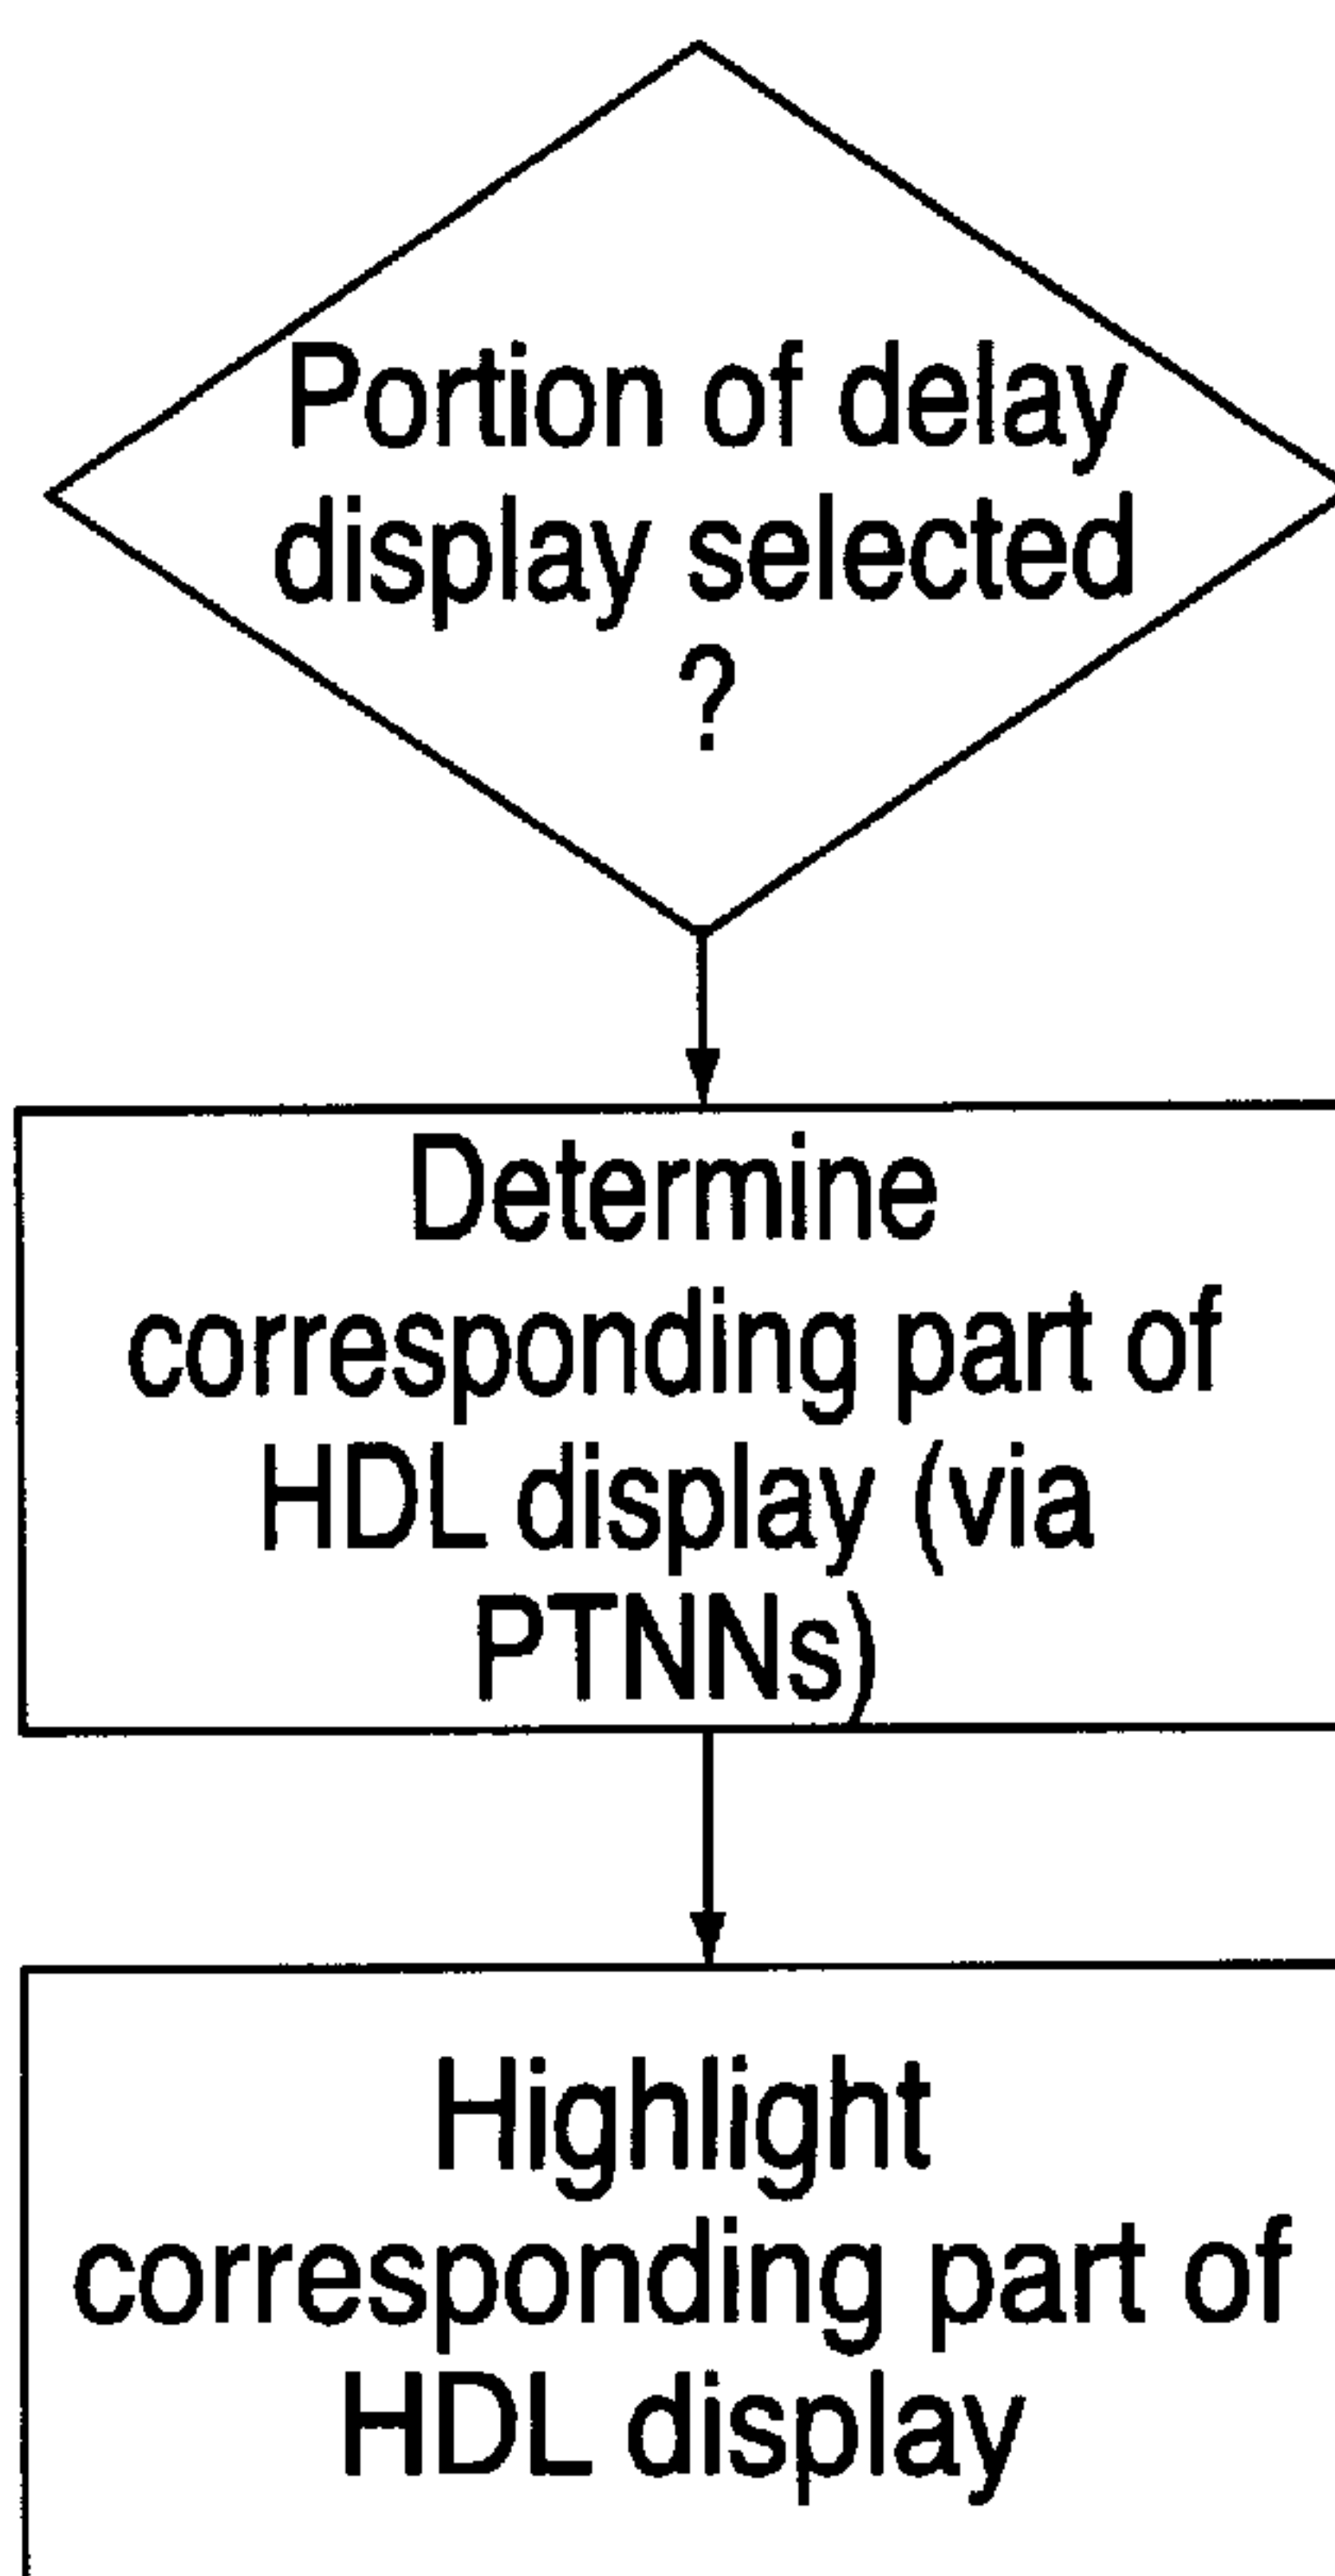 Portion of delay
display selected
?
Determine
corresponding part of
HDL display (via
PTNNs)
Highlight
corresponding part of
HDL display